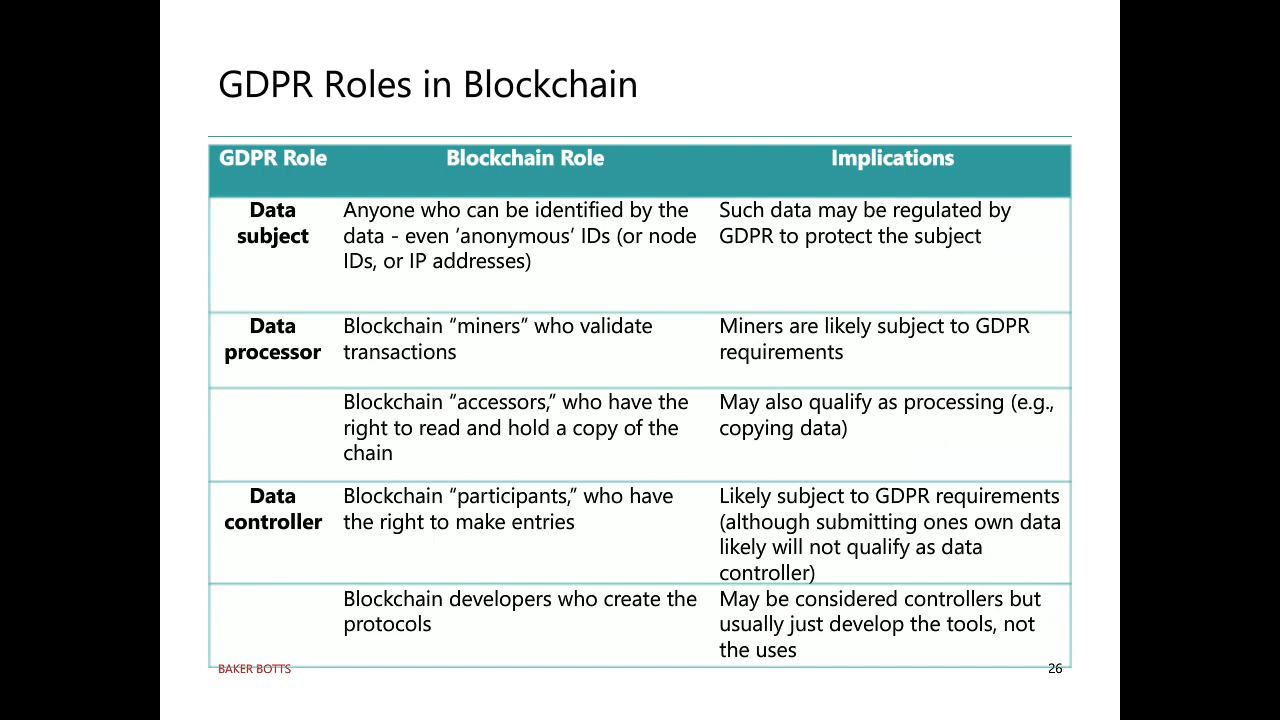 GDPR Roles in Blockchain
GDPR Role Blockchain Role Implications
Data subject
Anyone who can be identified by the
data - even ‘anonymous’ IDs (or node
IDs, or IP addresses)
Such data may be regulated by
GDPR to protect the subject
Data processor
Blockchain “miners” who validate
transactions
Miners are likely subject to GDPR
requirements
Blockchain “accessors,” who have the
right to read and hold a copy of the
chain
May also qualify as processing (e.g.,
copying data)
Data controller
Blockchain “participants,” who have
the right to make entries
Likely subject to GDPR requirements
(although submitting ones own data
likely will not qualify as data
controller)
Blockchain developers who create the
protocols
May be considered controllers but
usually just develop the tools, not
the uses
BAKER BOTTS
26